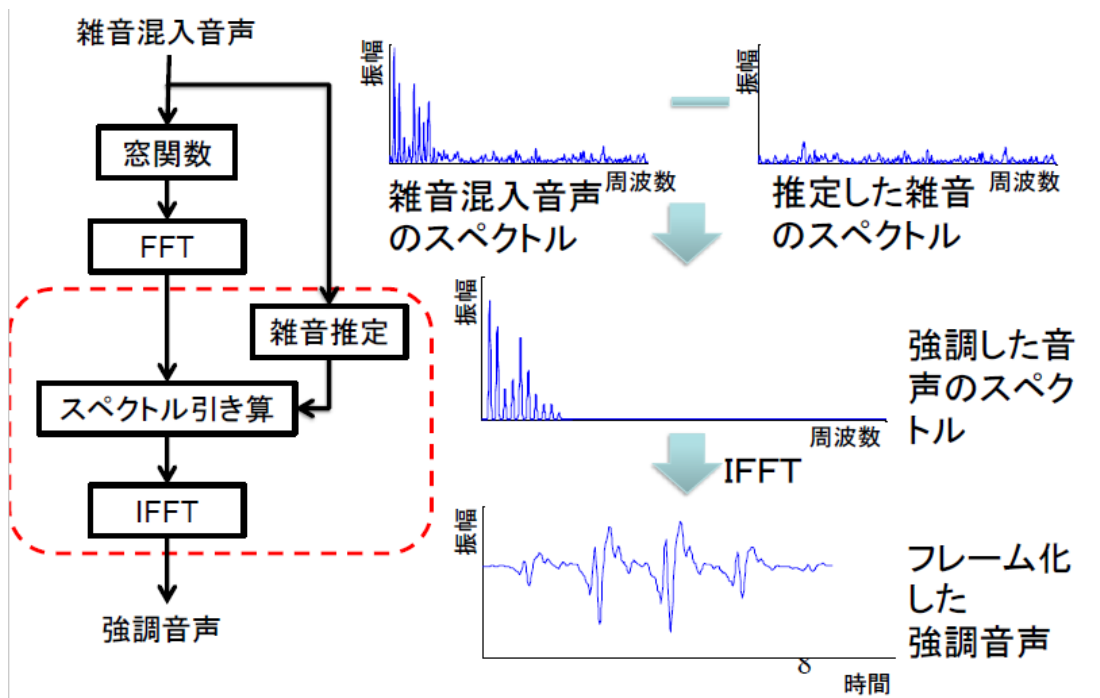 雑音混入音声
窓関数
FFT
雑音推定
スペクトル引き算
IFFT
強調音声
振幅
周波数
雑音混入音声
のスペクトル
振幅
周波数
推定した雑音
のスペクトル
振幅
周波数
強調した音
声のスペク
トル
IFFT
振幅
時間
フレーム化
した
強調音声
δ